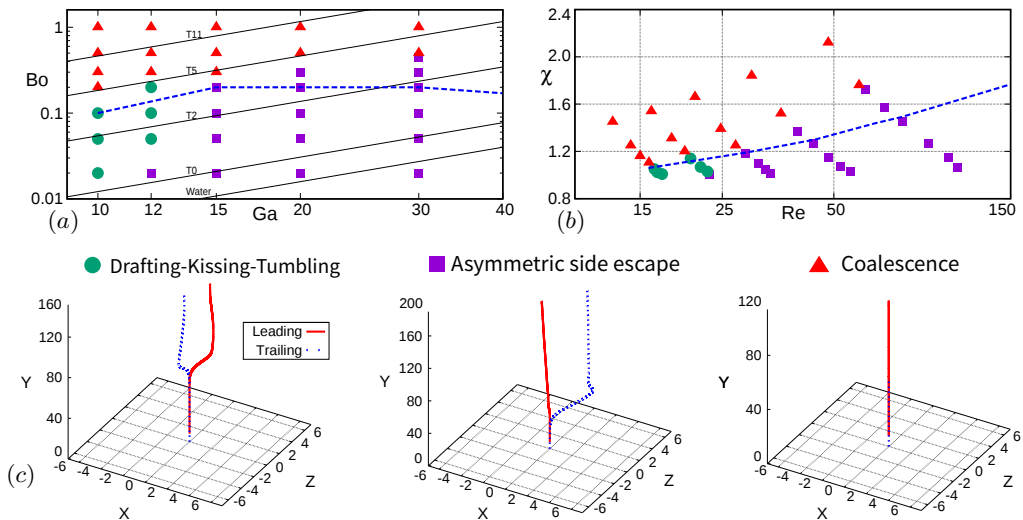 1
0.1
0.01
Bo
T11
T5
T2
T0
Water
10
12
15
20
30
40
Ga
(a)
2.4
2.0
1.6
1.2
0.8
χ
15
25
50
150
Re
(b)
Drafting-Kissing-Tumbling
Asymmetric side escape
Coalescence
160
120
80
40
0
Y
Leading
Trailing
-6
-4
-2
0
2
4
6
X
-6
-4
-2
0
2
4
6
Z
(c)
200
160
120
80
40
0
Y
-6
-4
-2
0
2
4
6
X
-6
-4
-2
0
2
4
6
Z
120
80
40
0
Y
-6
-4
-2
0
2
4
6
X
-6
-4
-2
0
2
4
6
Z